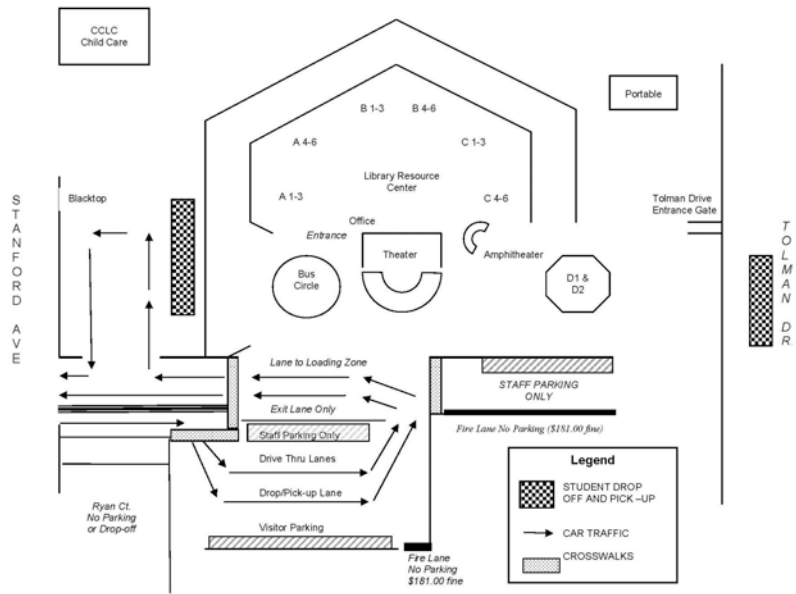 CCLC
Child Care
Portable
B 1-3
B 4-6
A 4-6
C 1-3
Library Resource
Center
A 1-3
C 4-6
Blacktop
Tolman Drive
Entrance Gate
STANFORD AVE
TOLMAN DR.
Office
Entrance
Theater
Amphitheater
Bus
Circle
D1 &
D2
Lane to Loading Zone
STAFF PARKING
ONLY
Exit Lane Only
Fire Lane No Parking ($181.00 fine)
Staff Parking Only
Drive Thru Lanes
Drop/Pick-up Lane
Visitor Parking
Ryan Ct.
No Parking
or Drop-off
Fire Lane
No Parking
$181.00 fine
Legend
STUDENT DROP
OFF AND PICK –UP
CAR TRAFFIC
CROSSWALKS